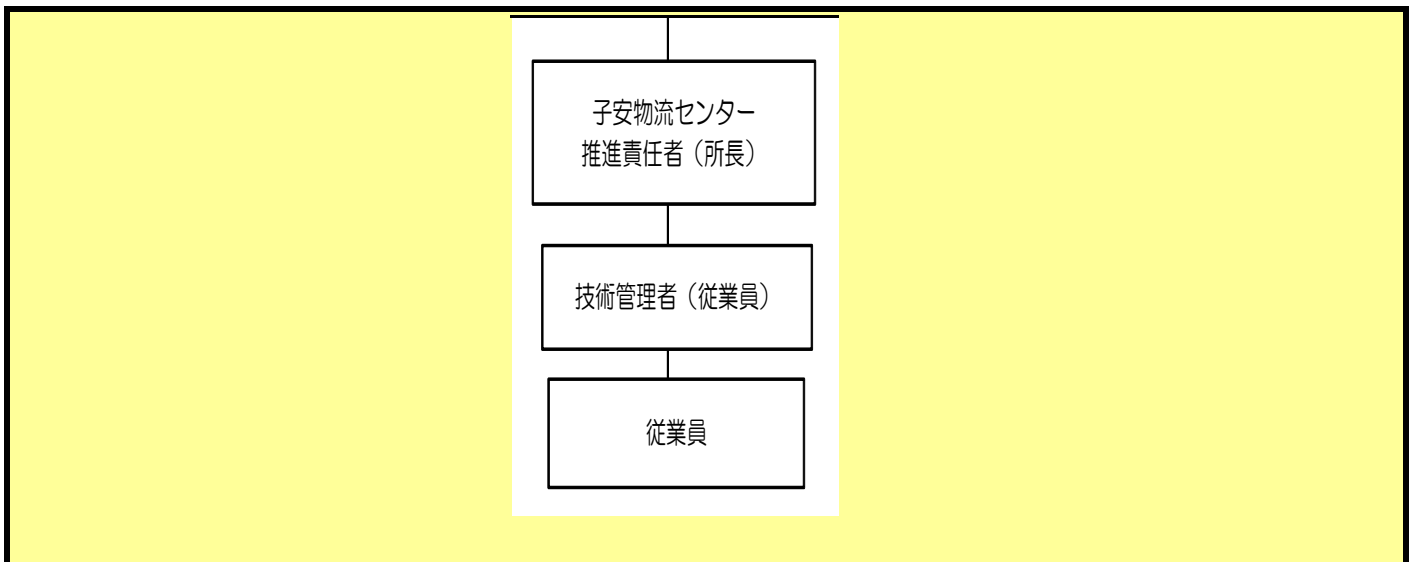 子安物流センター
推進責任者（所長）
技術管理者（従業員）
従業員